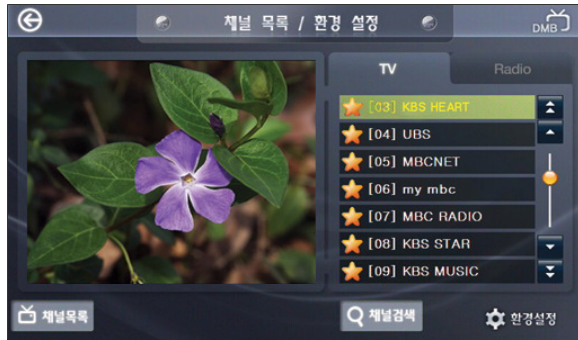 채널 목록 / 환경 설정
DMB
TV
Radio
[03] KBS HEART
[04] UBS
[05] MBCNET
[06] my mbc
[07] MBC RADIO
[08] KBS STAR
[09] KBS MUSIC
채널목록
채널검색
환경설정